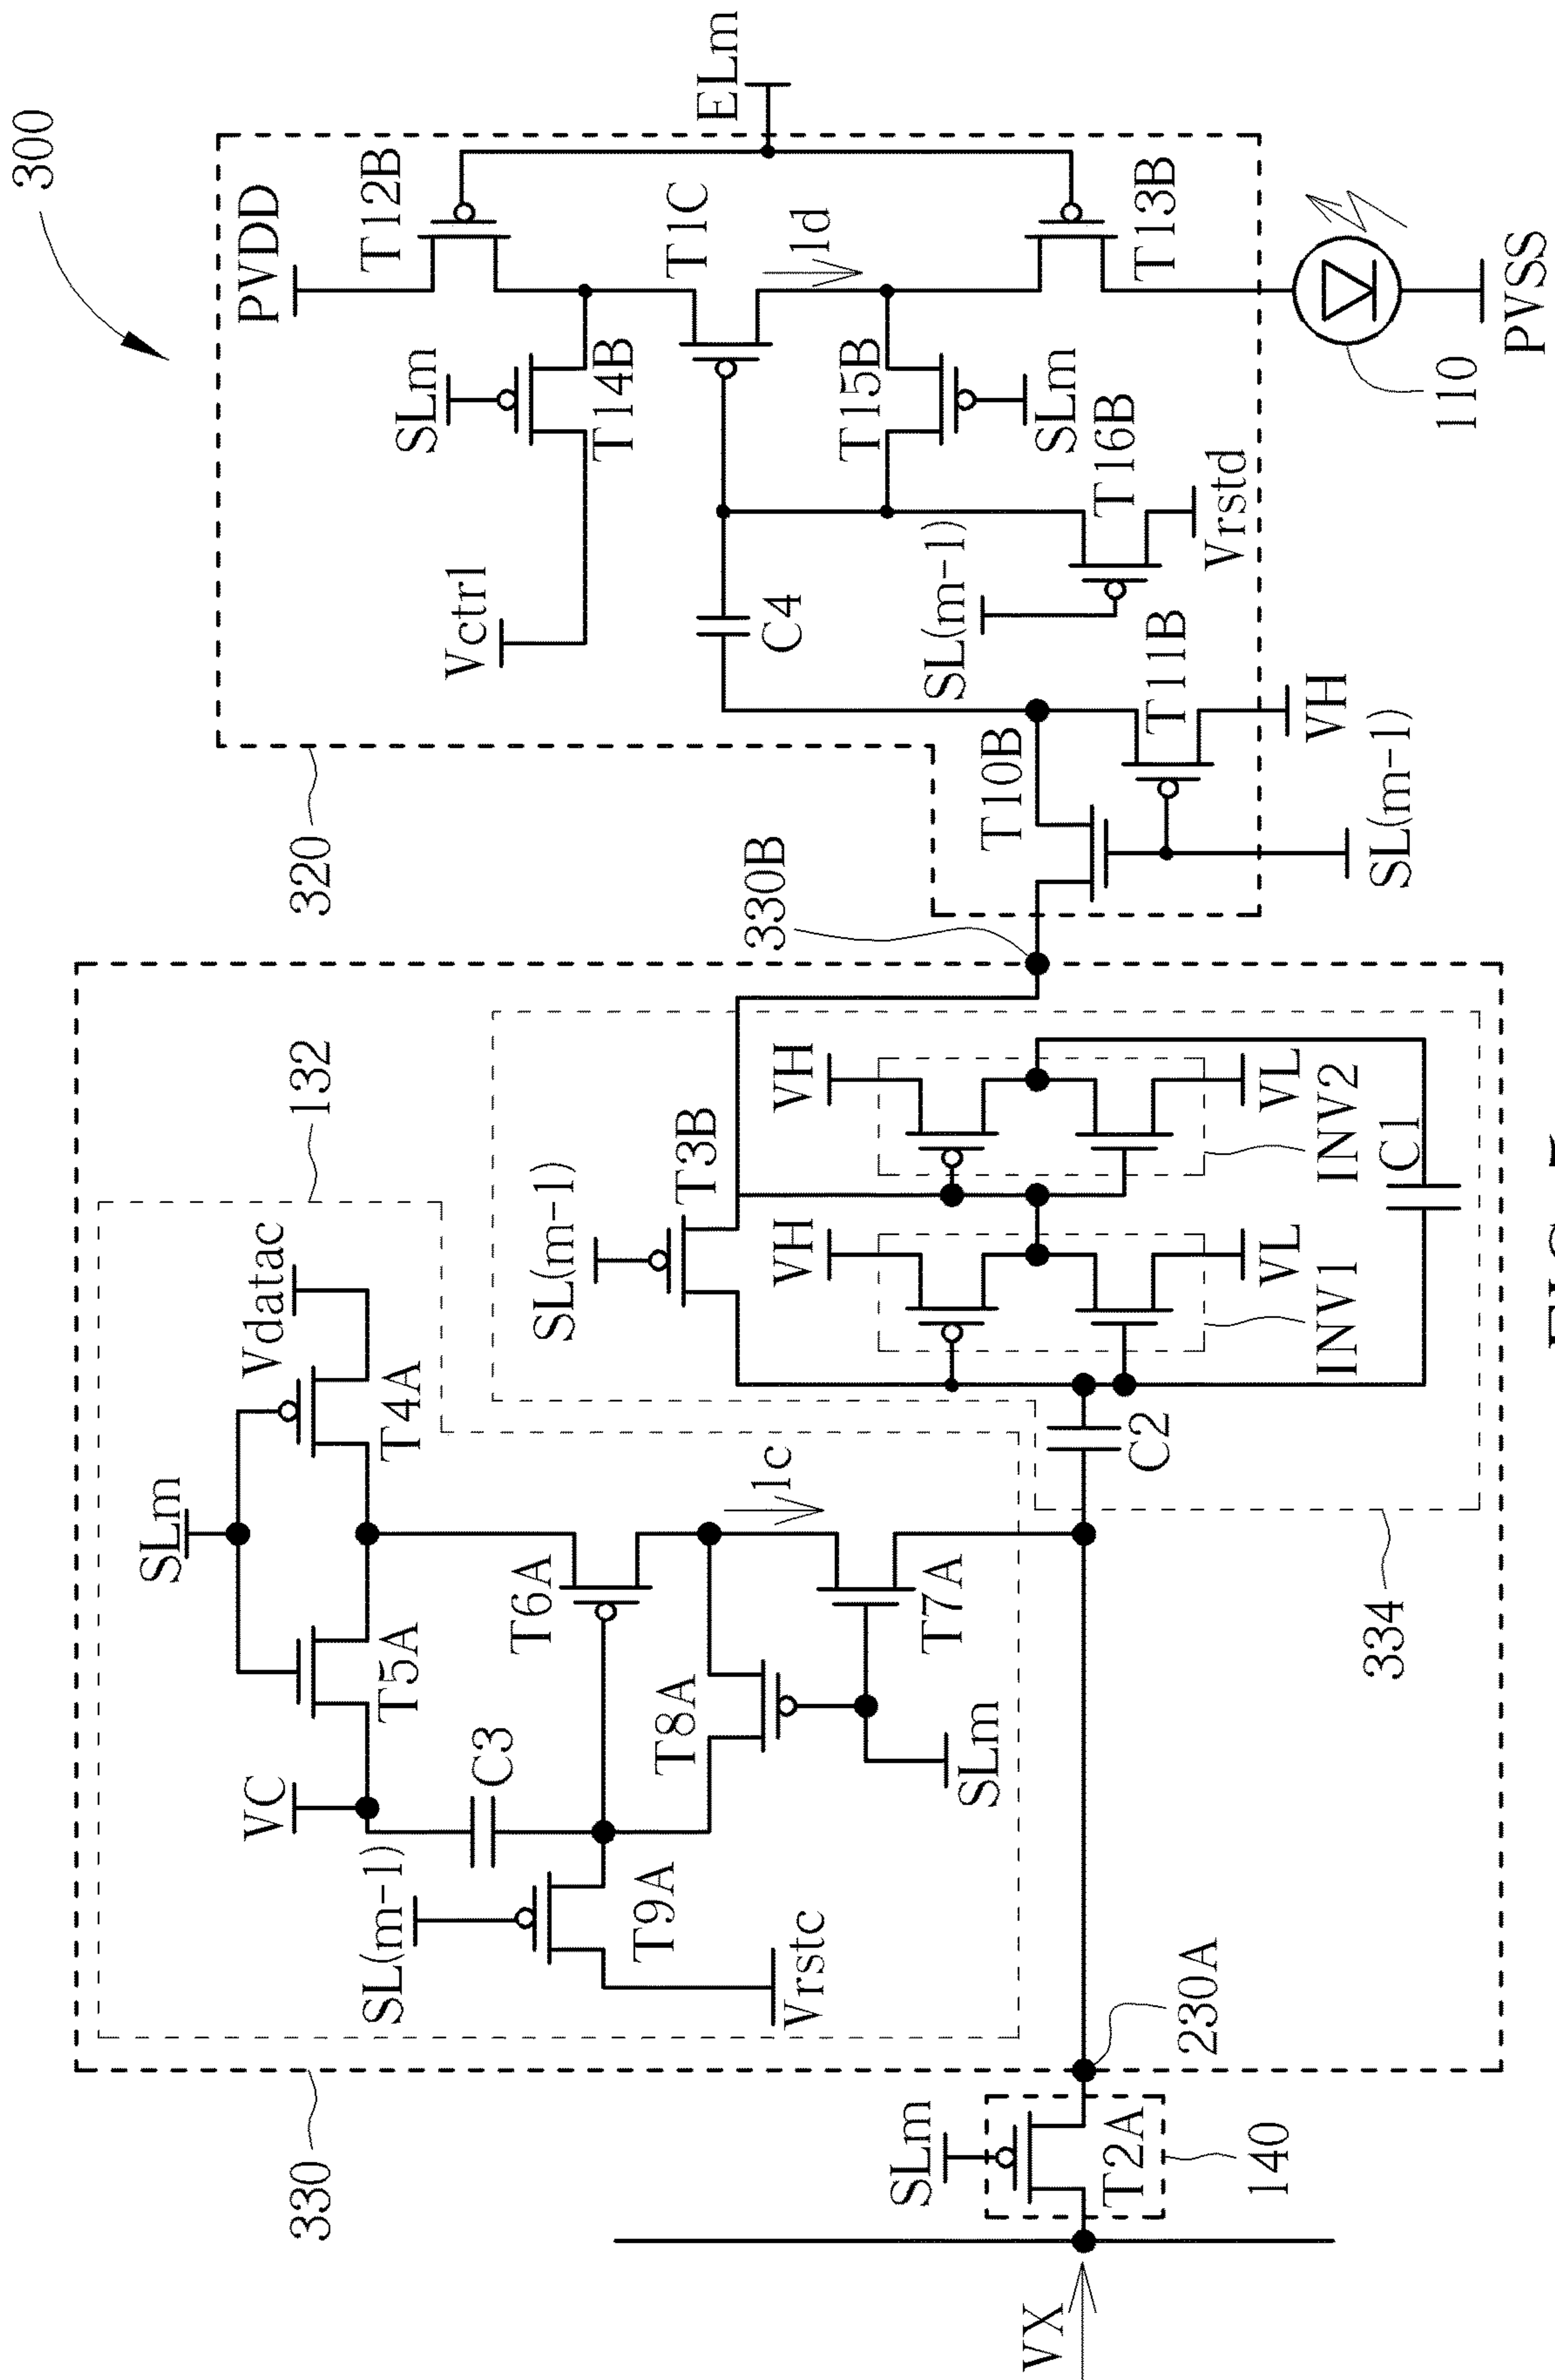 300
PVDD
T12B
ELm
SLm
T14B
T1C
1d
Vctrl
T15B
SLm
T13B
C4
SL(m-1)
T16B
Vrstd
110
PVSS
320
T10B
T11B
VH
SL(m-1)
330B
132
SL(m-1)
T3B
VH
VL
INV2
VH
VL
INV1
C1
Vdatac
T4A
SLm
T5A
T6A
1c
C2
VC
C3
T8A
T7A
SLm
334
SL(m-1)
T9A
Vrstc
230A
330
SLm
T2A
140
VX